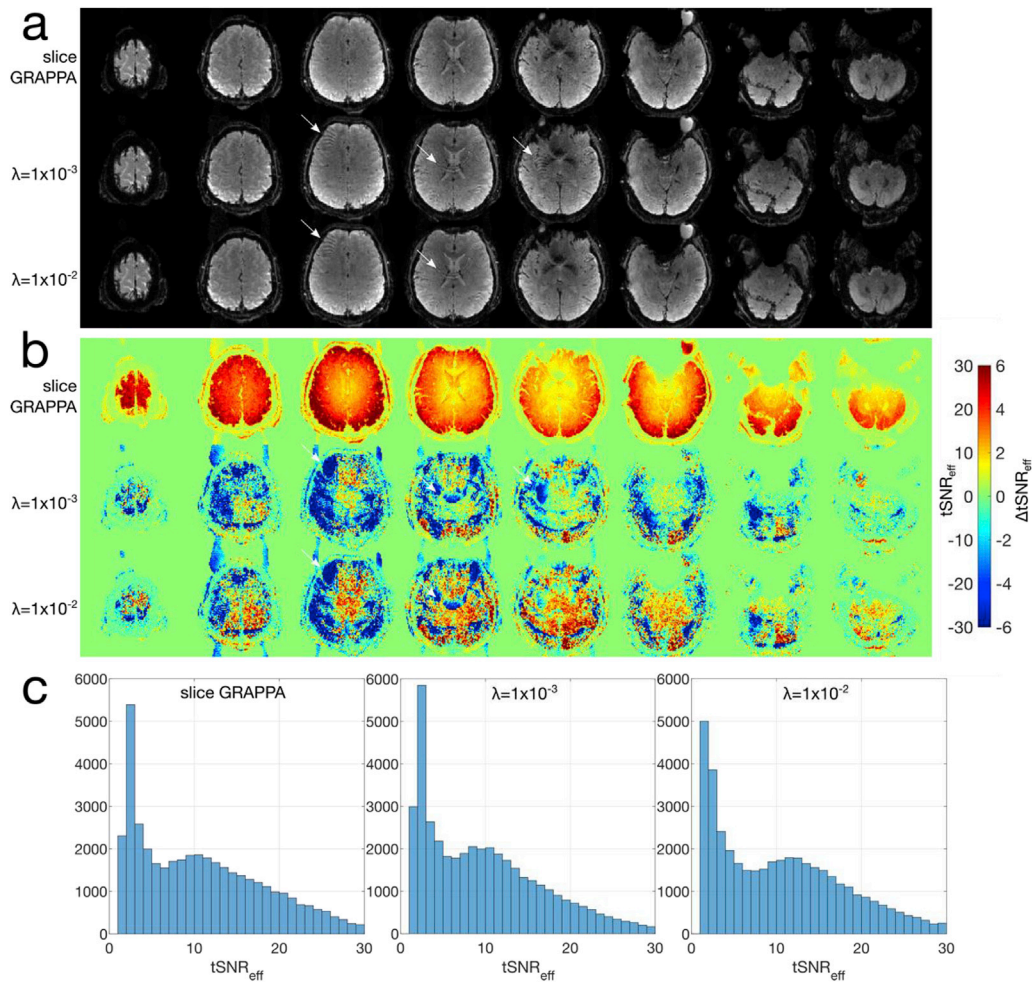 a
slice
GRAPPA
λ=1x10⁻³
λ=1x10⁻²
b
slice
GRAPPA
λ=1x10⁻³
λ=1x10⁻²
30 6
20 4
10 2
0 0
-10 -2
-20 -4
-30 -6
tSNReff
ΔtSNReff
c
slice GRAPPA
6000
5000
4000
3000
2000
1000
0
0 10 20 30
tSNReff
λ=1x10⁻³
6000
5000
4000
3000
2000
1000
0
0 10 20 30
tSNReff
λ=1x10⁻²
6000
5000
4000
3000
2000
1000
0
0 10 20 30
tSNReff